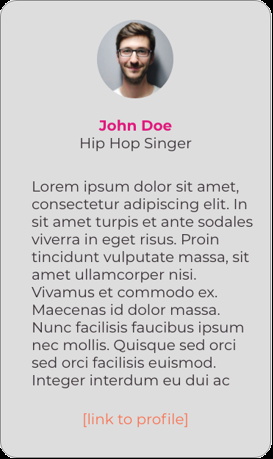 John Doe
Hip Hop Singer
Lorem ipsum dolor sit amet,
consectetur adipiscing elit. In
sit amet turpis et ante sodales
viverra in eget risus. Proin
tincidunt vulputate massa, sit
amet ullamcorper nisi.
Vivamus et commodo ex.
Maecenas id dolor massa.
Nunc facilisis faucibus ipsum
nec mollis. Quisque sed orci
sed orci facilisis euismod.
Integer interdum eu dui ac
[link to profile]